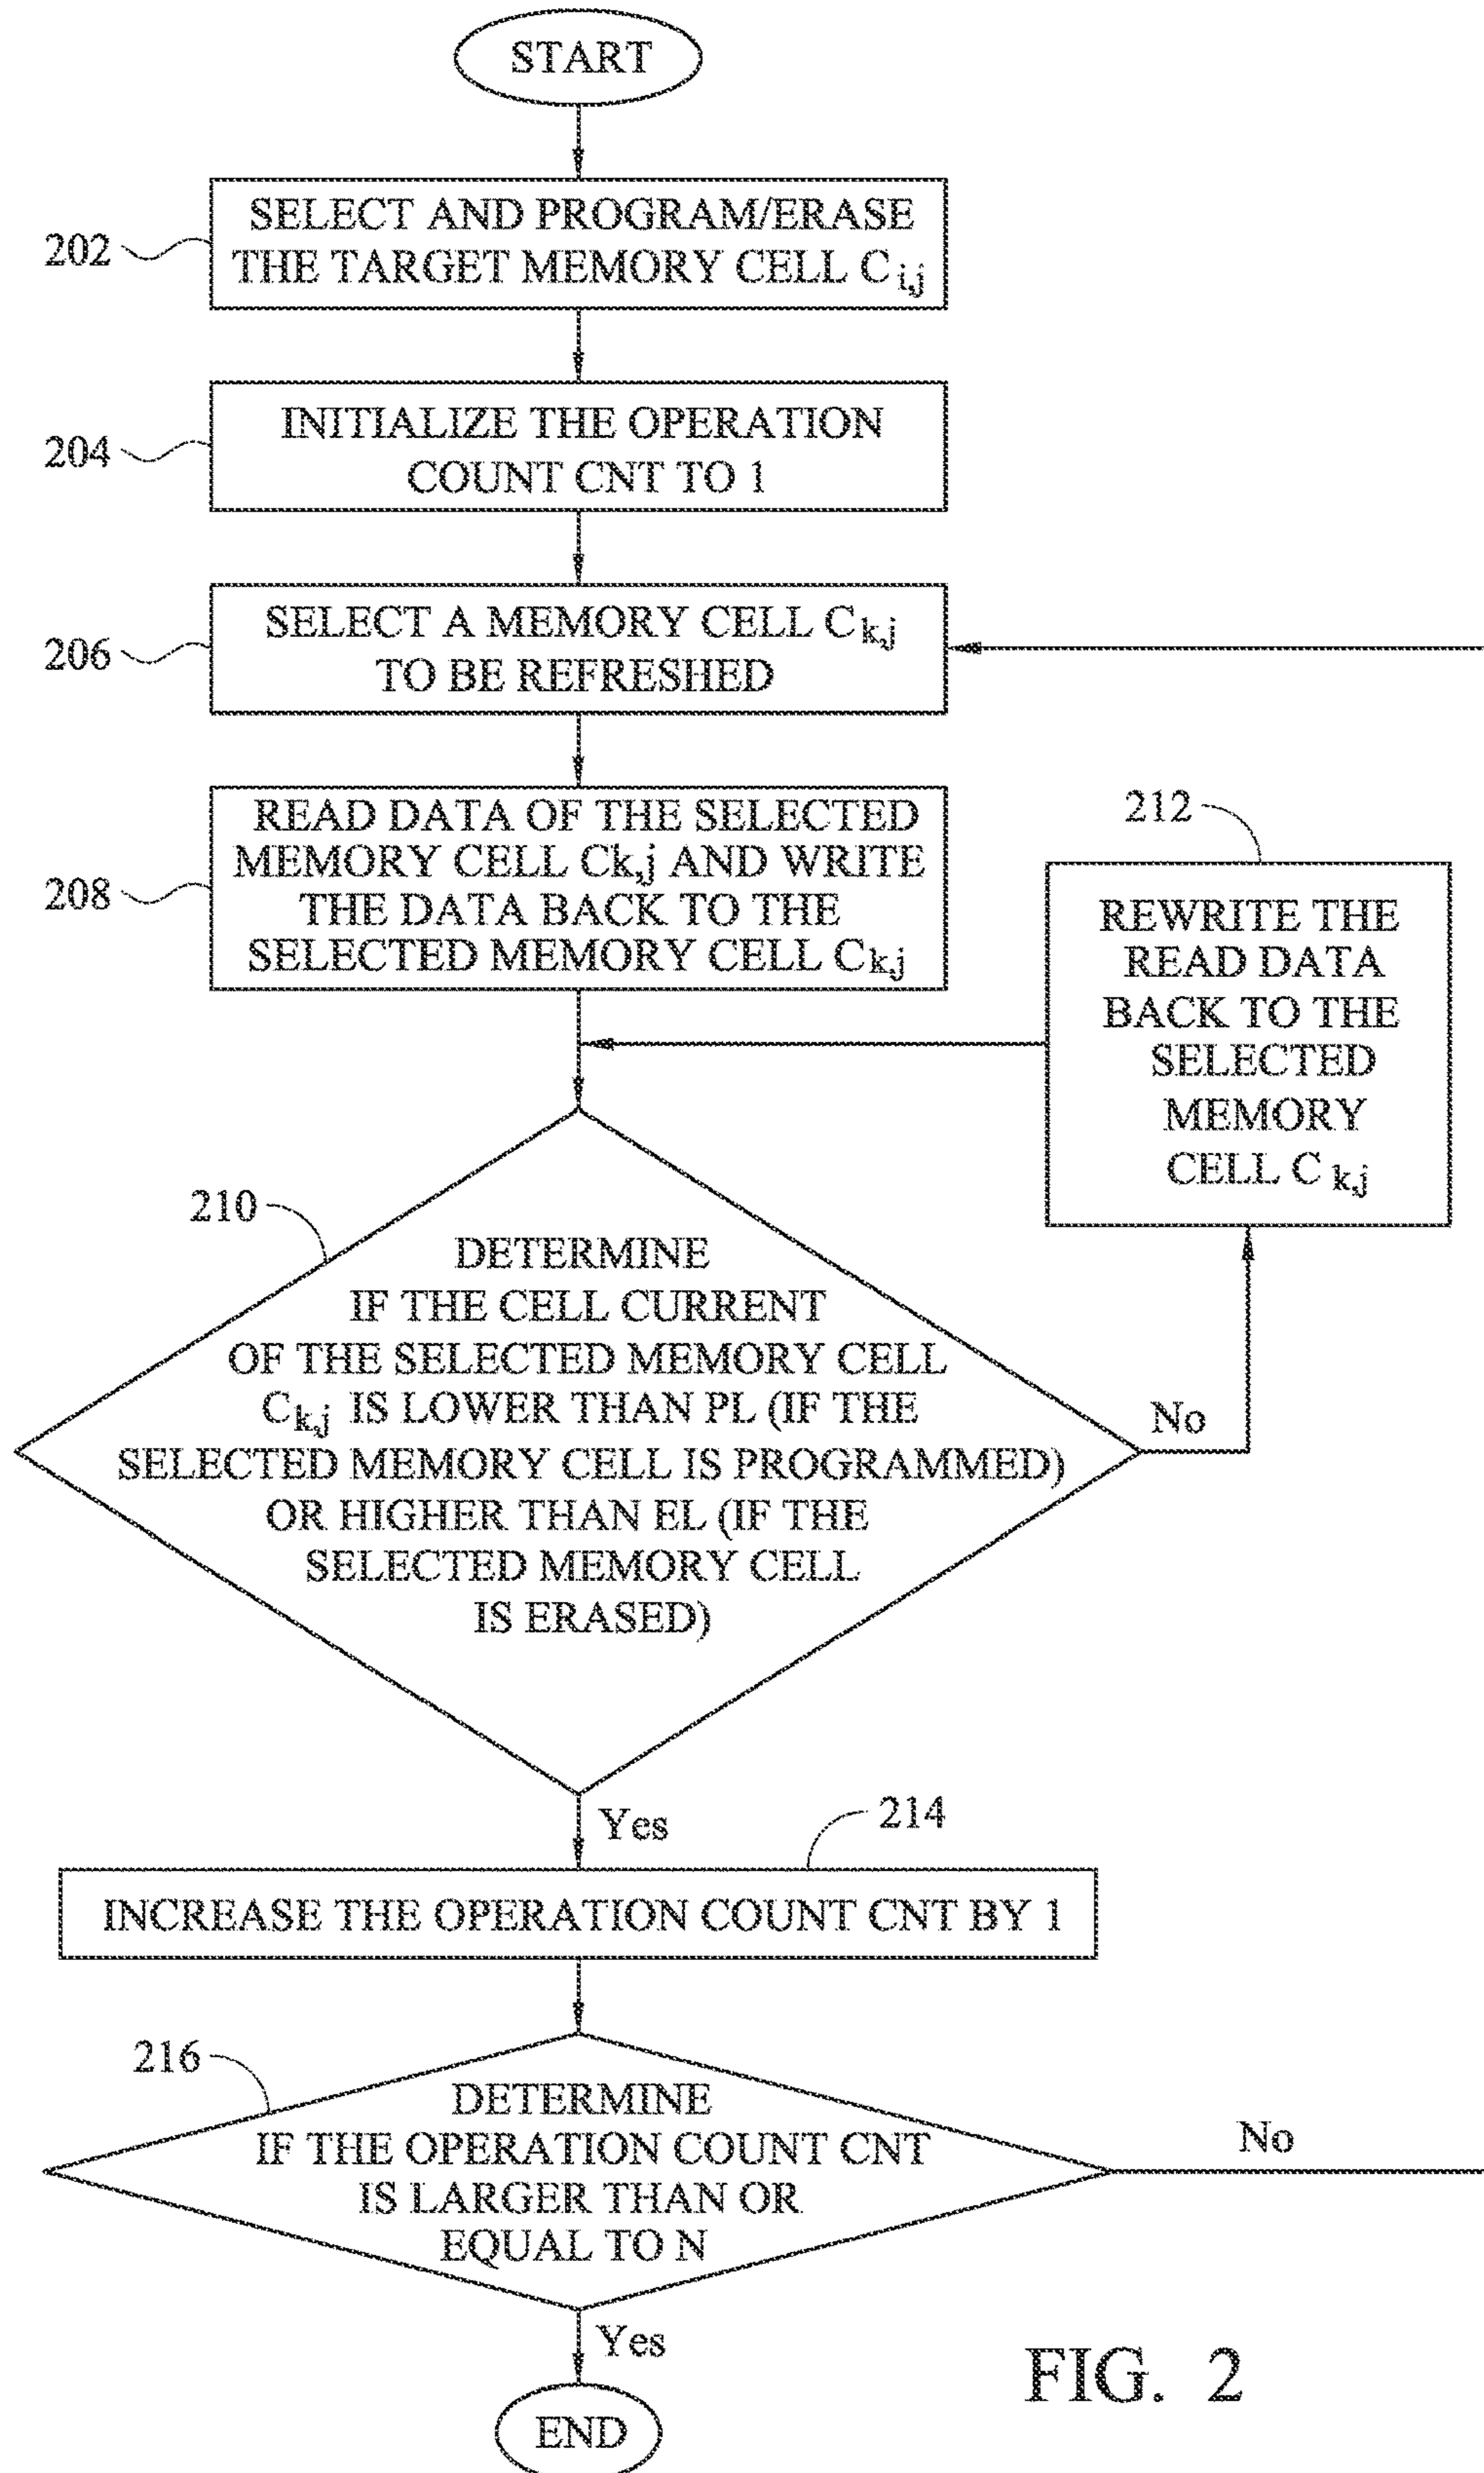 START
202
SELECT AND PROGRAM/ERASE
THE TARGET MEMORY CELL Ci,j
204
INITIALIZE THE OPERATION
COUNT CNT TO 1
206
SELECT A MEMORY CELL Ck,j
TO BE REFRESHED
208
READ DATA OF THE SELECTED
MEMORY CELL Ck,j AND WRITE
THE DATA BACK TO THE
SELECTED MEMORY CELL Ck,j
212
REWRITE THE
READ DATA
BACK TO THE
SELECTED
MEMORY
CELL C k,j
210
DETERMINE
IF THE CELL CURRENT
OF THE SELECTED MEMORY CELL
Ck,j IS LOWER THAN PL (IF THE
SELECTED MEMORY CELL IS PROGRAMMED)
OR HIGHER THAN EL (IF THE
SELECTED MEMORY CELL
IS ERASED)
No
Yes
214
INCREASE THE OPERATION COUNT CNT BY 1
216
DETERMINE
IF THE OPERATION COUNT CNT
IS LARGER THAN OR
EQUAL TO N
No
Yes
END
FIG. 2